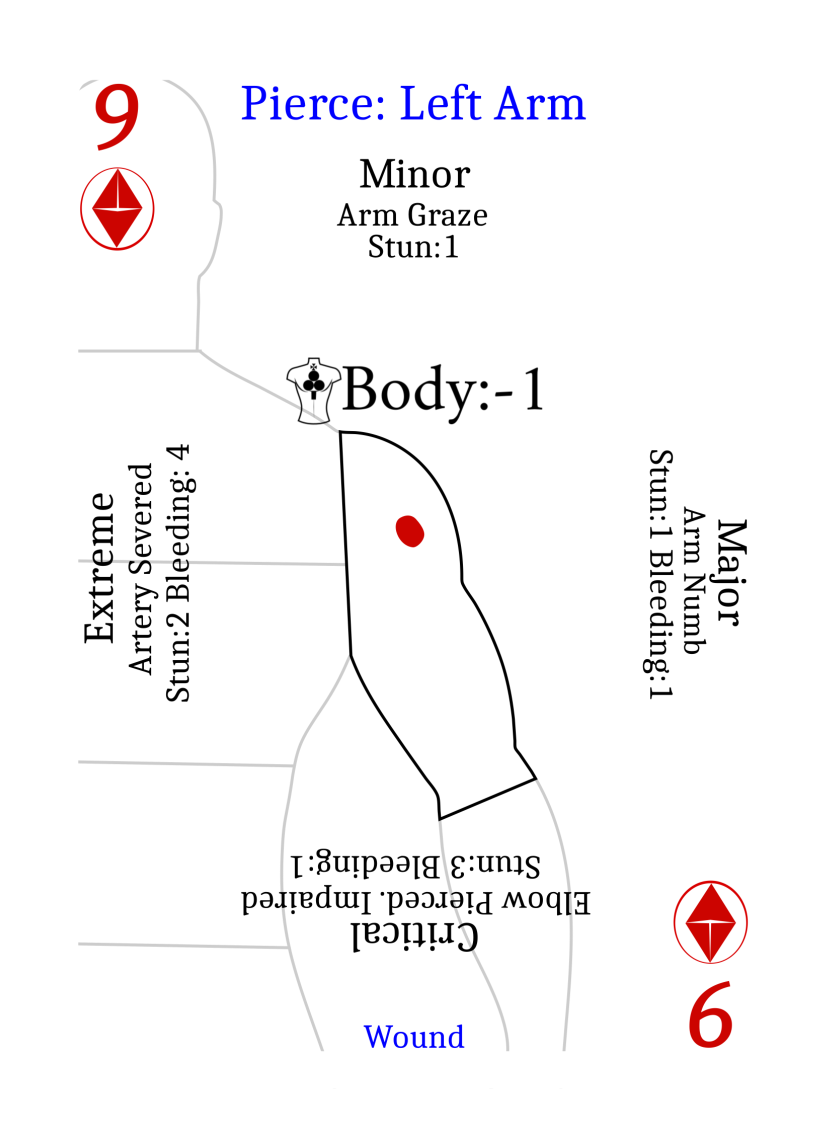 9
Pierce: Left Arm
Minor
Arm Graze
Stun:1
Body:-1
Major
Arm Numb
Stun:1 Bleeding:1
Critical
Elbow Pierced. Impaired
Stun:3 Bleeding:1
Extreme
Artery Severed
Stun:2 Bleeding: 4
Wound
9